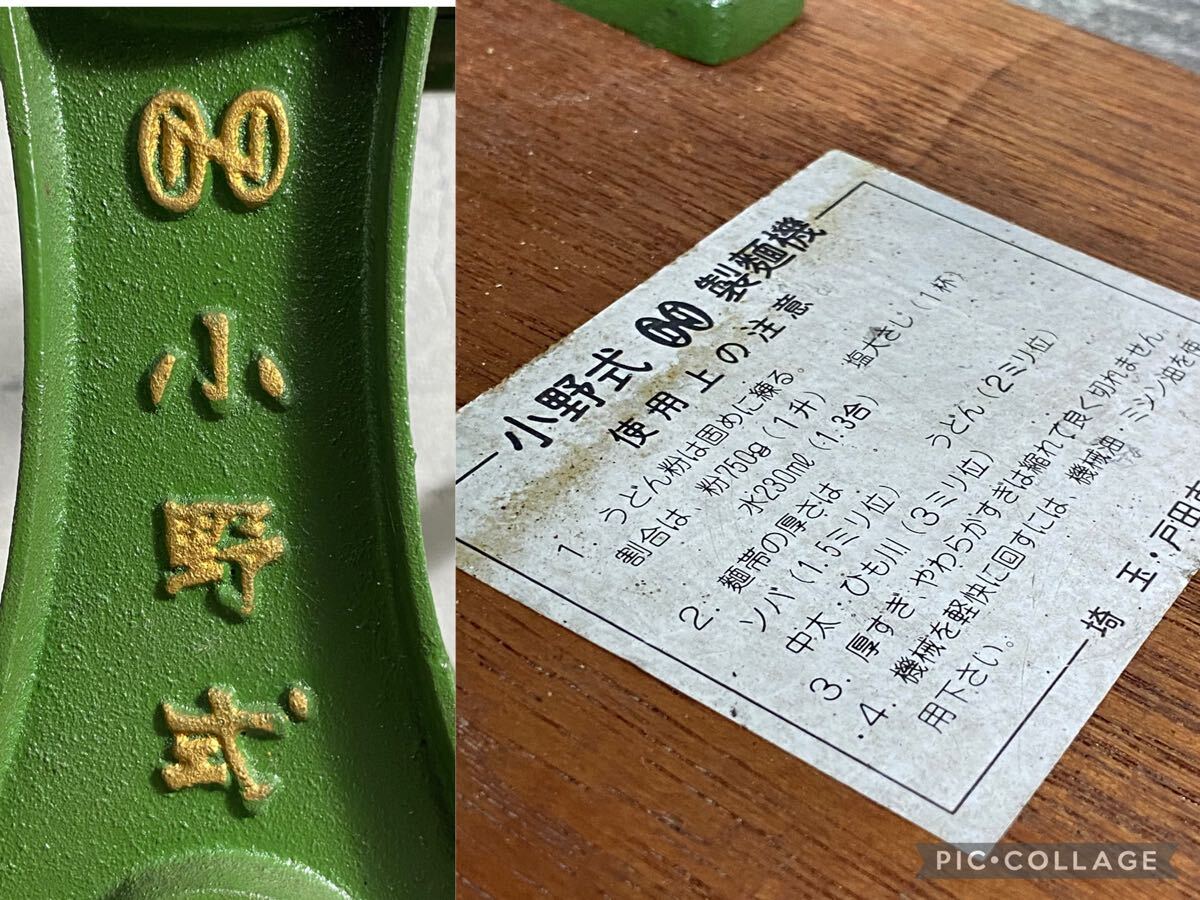 小野式
小野式 製麵機
使用上の注意
1. うどん粉は固めに練る。
割合は、粉750g(1升) 塩大さじ(1杯)
水230㎖(1.3合)
2. 麵帯の厚さは
ソバ(1.5ミリ位) うどん(2ミリ位)
中太・ひも川(3ミリ位)
3. 厚すぎ、やわらかすぎは縮れて良く切れません。
4. 機械を軽快に回すには、機械油・ミシン油を使
用下さい。
埼玉・戸田市
PIC•COLLAGE